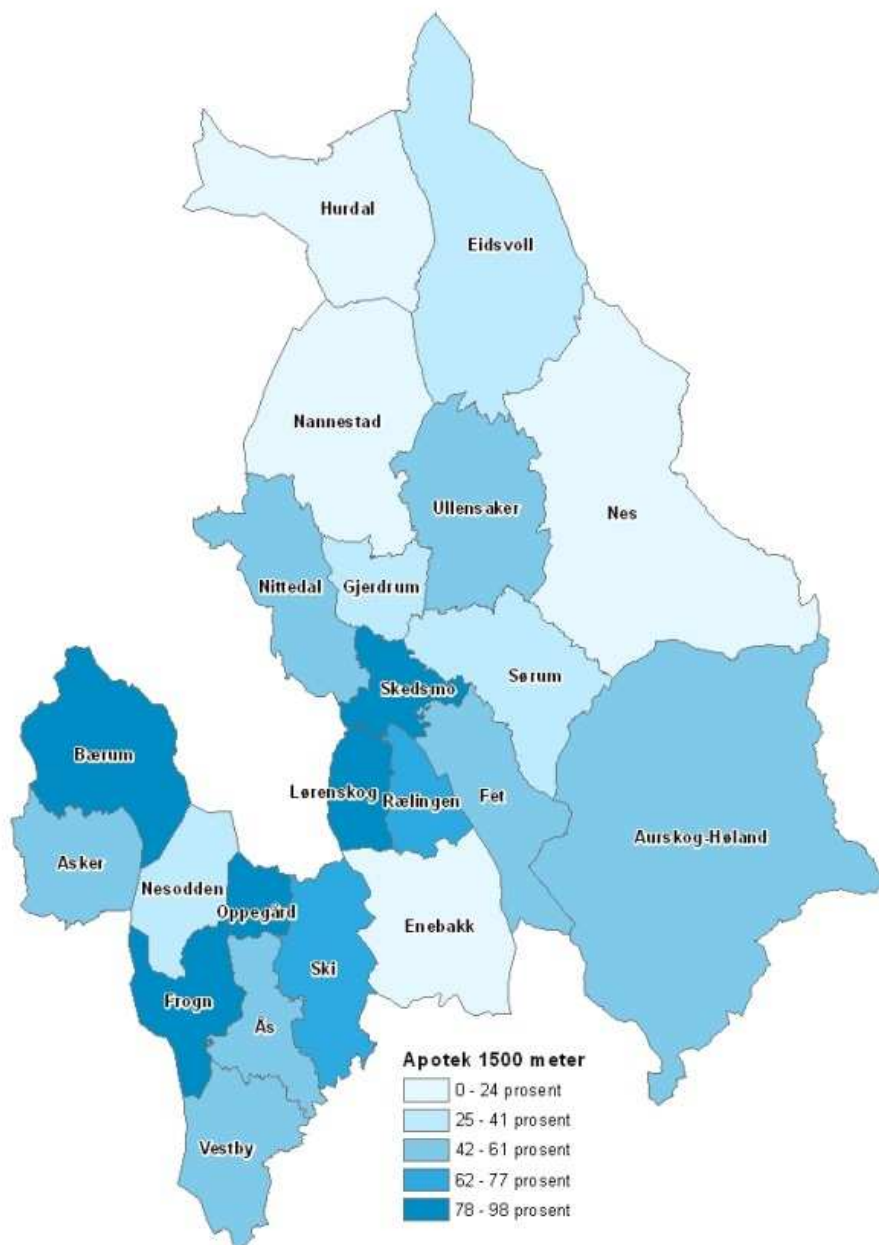 Hurdal
Eidsvoll
Nannestad
Ullensaker
Nes
Nittedal
Gjerdrum
Sørum
Skedsmo
Bærum
Lørenskog
Rælingen
Fet
Aurskog-Høland
Asker
Nesodden
Oppegård
Enebakk
Ski
Frogn
Ås
Vestby
Apotek 1500 meter
0 - 24 prosent
25 - 41 prosent
42 - 61 prosent
62 - 77 prosent
78 - 98 prosent